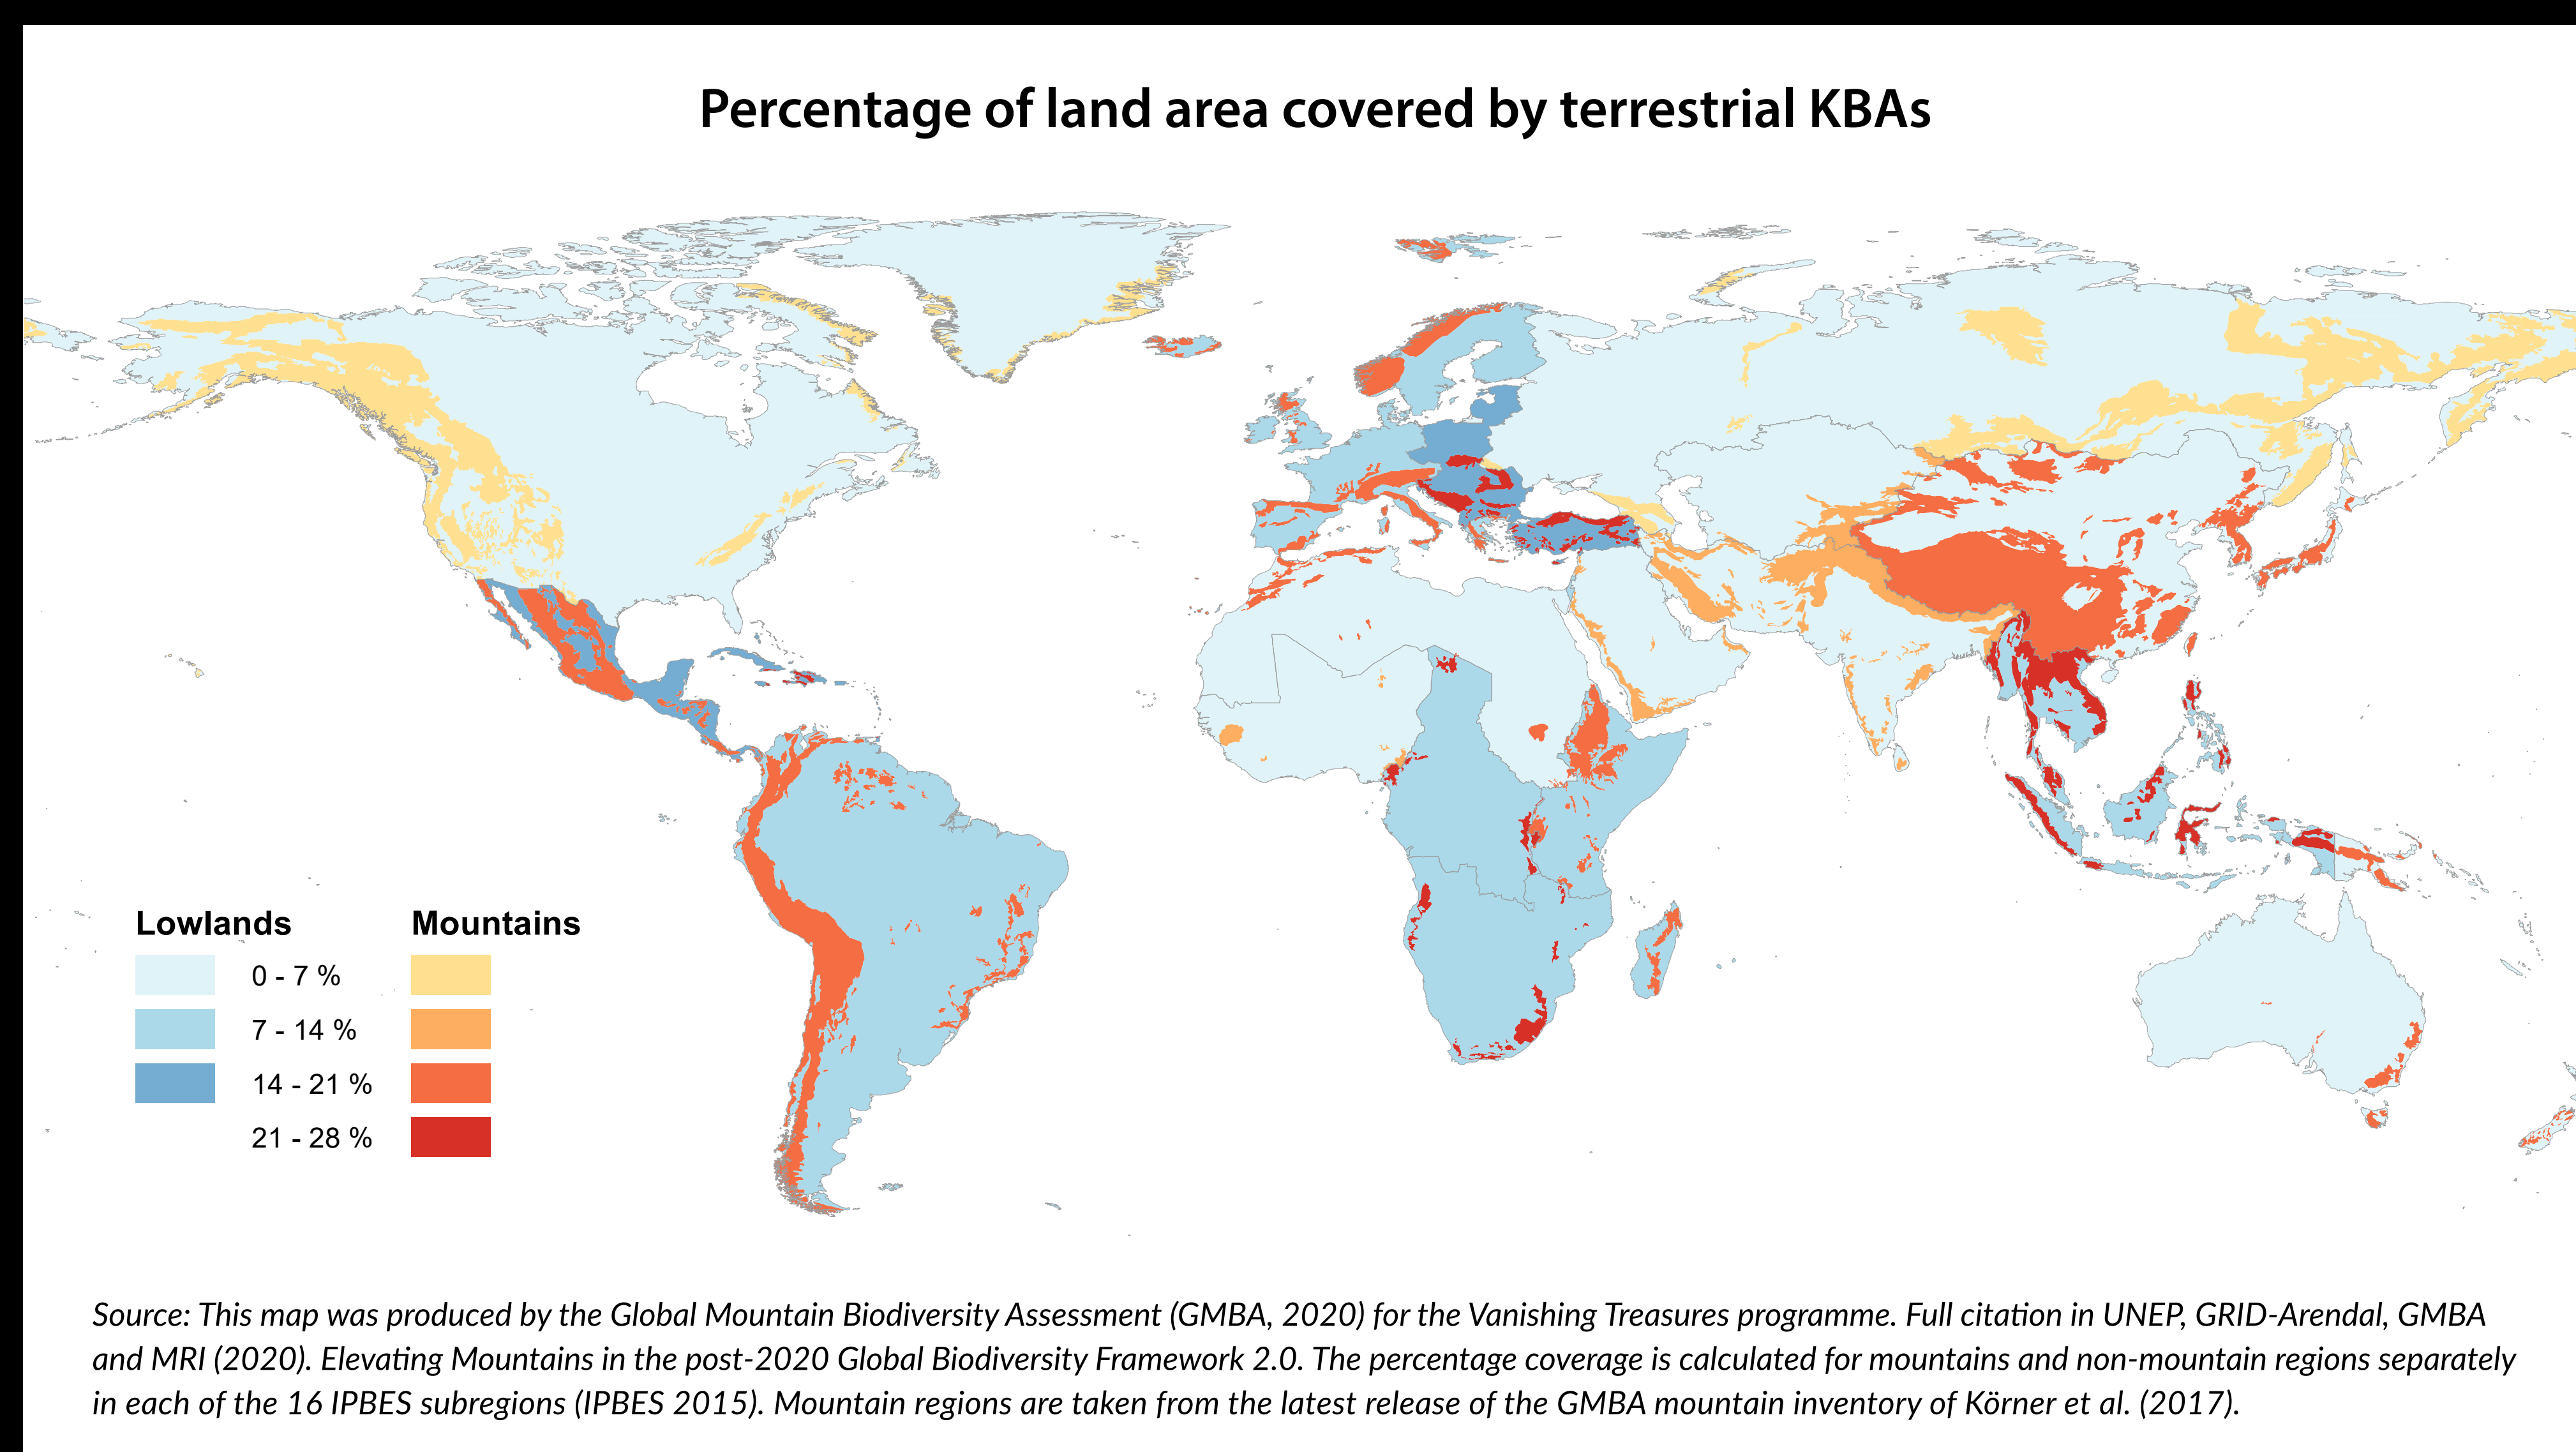 Percentage of land area covered by terrestrial KBAs
Lowlands Mountains
0 - 7 %
7 - 14 %
14 - 21 %
21 - 28 %
Source: This map was produced by the Global Mountain Biodiversity Assessment (GMBA, 2020) for the Vanishing Treasures programme. Full citation in UNEP, GRID-Arendal, GMBA
and MRI (2020). Elevating Mountains in the post-2020 Global Biodiversity Framework 2.0. The percentage coverage is calculated for mountains and non-mountain regions separately
in each of the 16 IPBES subregions (IPBES 2015). Mountain regions are taken from the latest release of the GMBA mountain inventory of Körner et al. (2017).